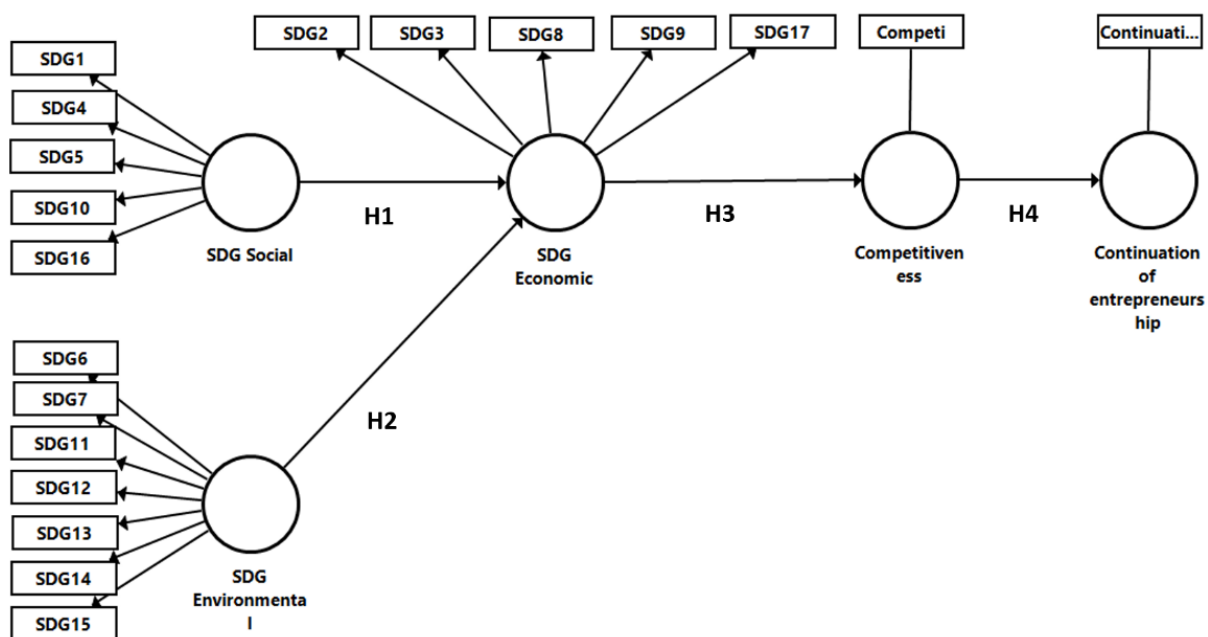 SDG2
SDG3
SDG8
SDG9
SDG17
Competi
Continuati...
SDG1
SDG4
SDG5
SDG10
SDG16
SDG Social
H1
SDG
Economic
H3
Competitiven
ess
H4
Continuation
of
entrepreneurs
hip
SDG6
SDG7
SDG11
SDG12
SDG13
SDG14
SDG15
H2
SDG
Environmenta
l